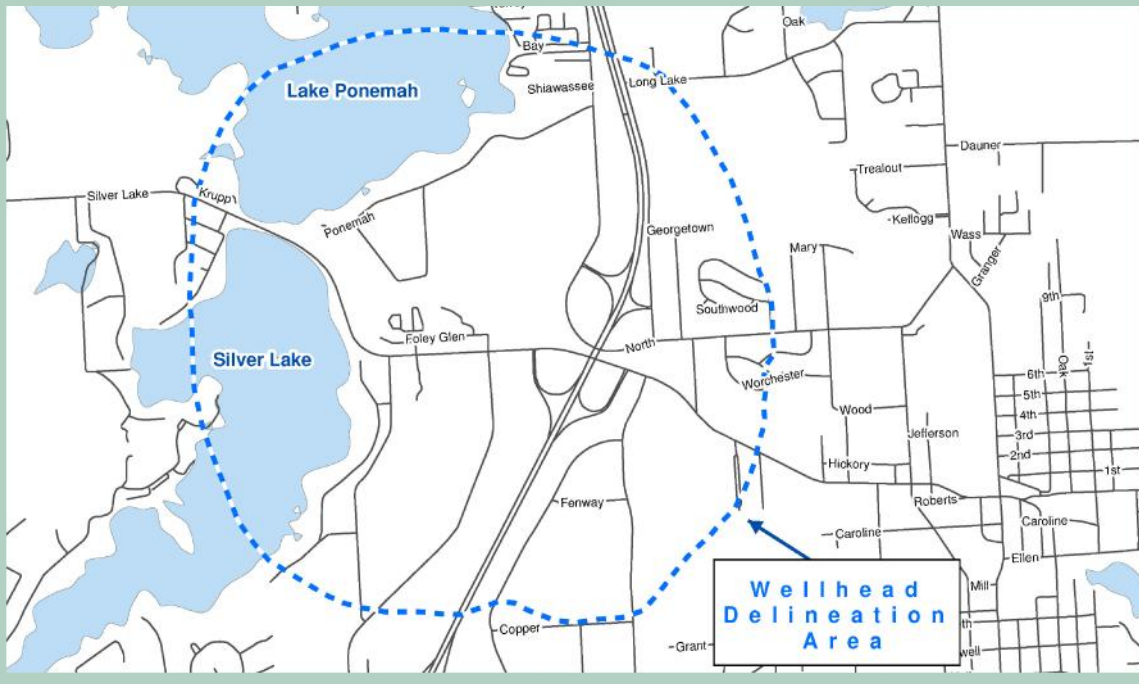 Oak
Bay
Long Lake
Shiawassee
Lake Ponemah
Dauner
Trealout
Silver Lake
Krupp
Kellogg
Ponemah
Georgetown
Wass
Mary
Granger
9th
Southwood
North
Foley Glen
Silver Lake
1st
Oak
6th
Worchester
5th
Wood
4th
Jefferson
3rd
2nd
Hickory
1st
Fenway
Roberts
Caroline
Caroline
Ellen
Wellhead
Delineation
Area
Mill
Copper
Grant